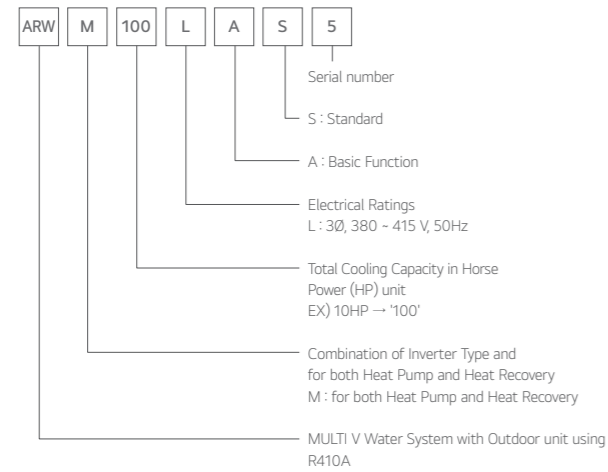 ARW M 100 L A S 5
Serial number
S : Standard
A : Basic Function
Electrical Ratings
L : 3Ø, 380 ~ 415 V, 50Hz
Total Cooling Capacity in Horse
Power (HP) unit
EX) 10HP → '100'
Combination of Inverter Type and
for both Heat Pump and Heat Recovery
M : for both Heat Pump and Heat Recovery
MULTI V Water System with Outdoor unit using
R410A